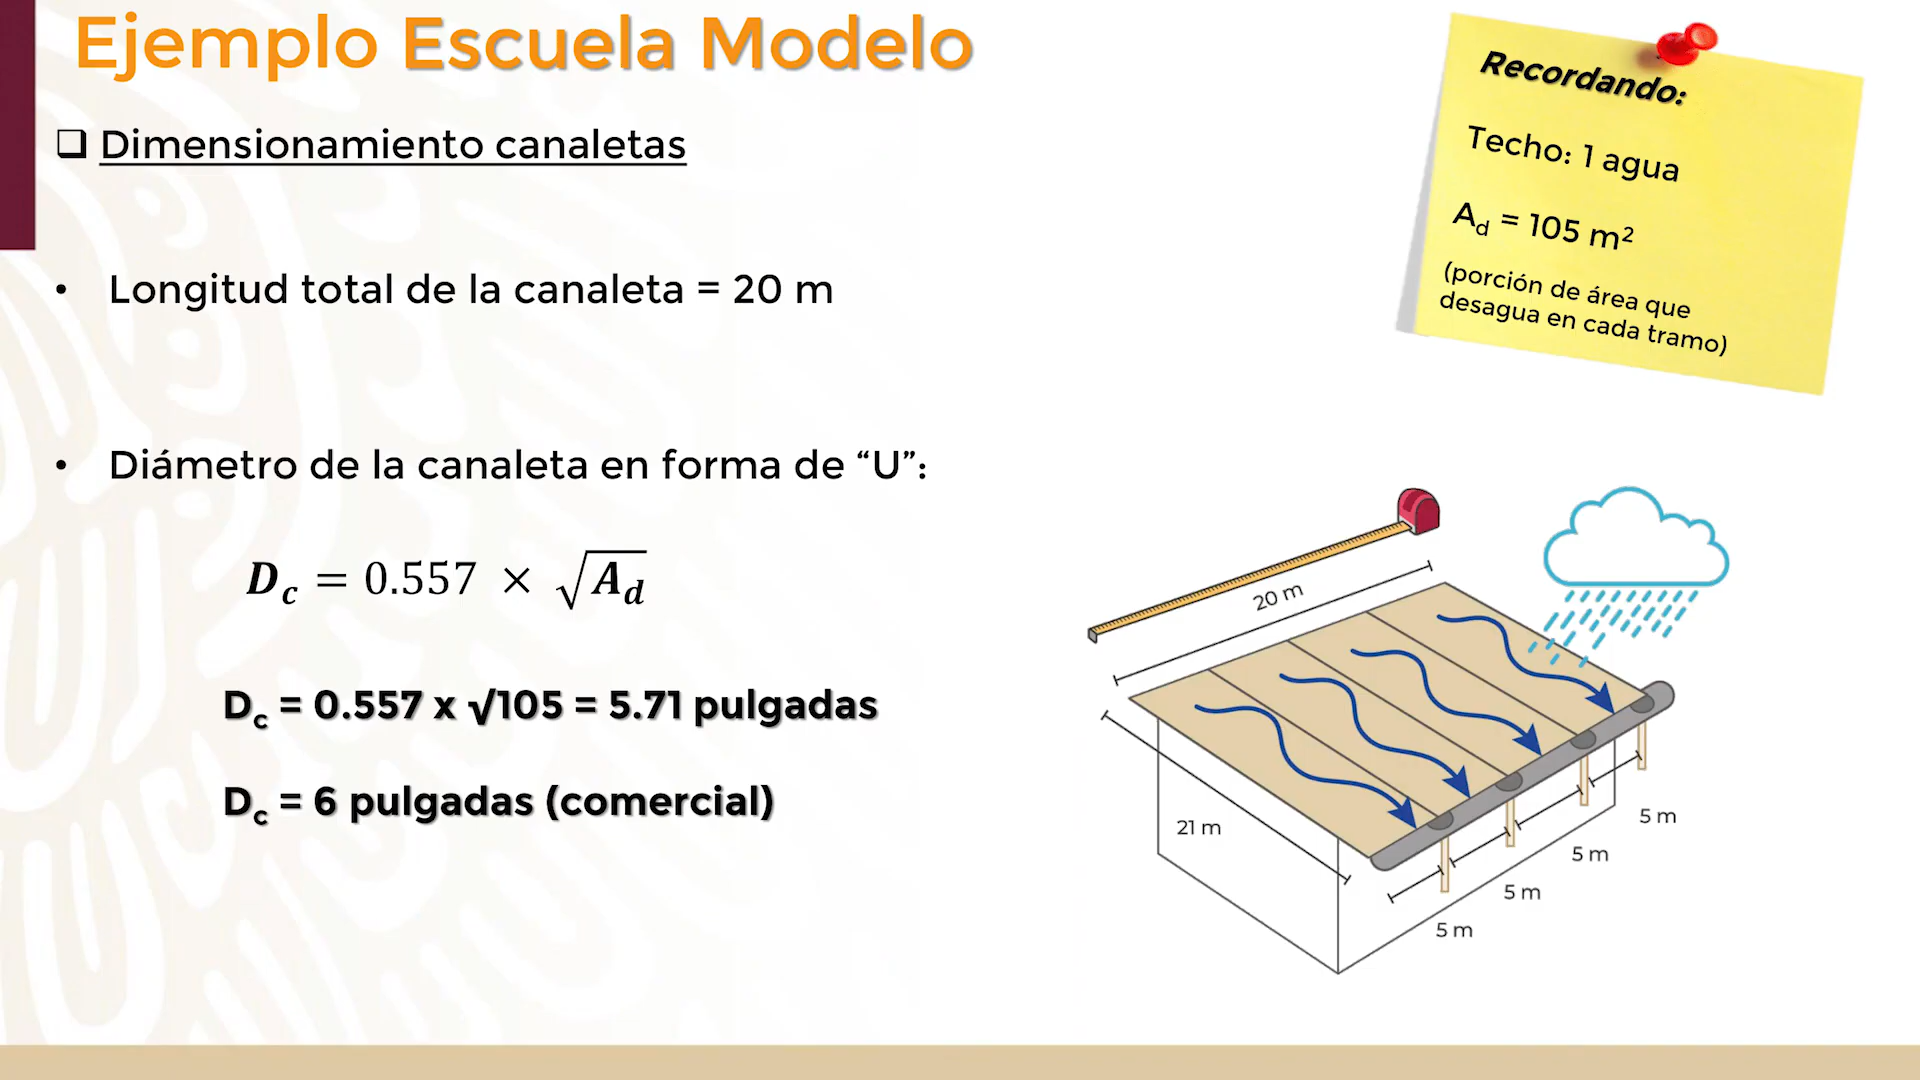 Ejemplo Escuela Modelo
❑ Dimensionamiento canaletas
• Longitud total de la canaleta = 20 m
• Diámetro de la canaleta en forma de “U”:
D_c = 0.557 × √A_d
D_c = 0.557 x √105 = 5.71 pulgadas
D_c = 6 pulgadas (comercial)
Recordando:
Techo: 1 agua
A_d = 105 m²
(porción de área que
desagua en cada tramo)
20 m
21 m
5 m
5 m
5 m
5 m